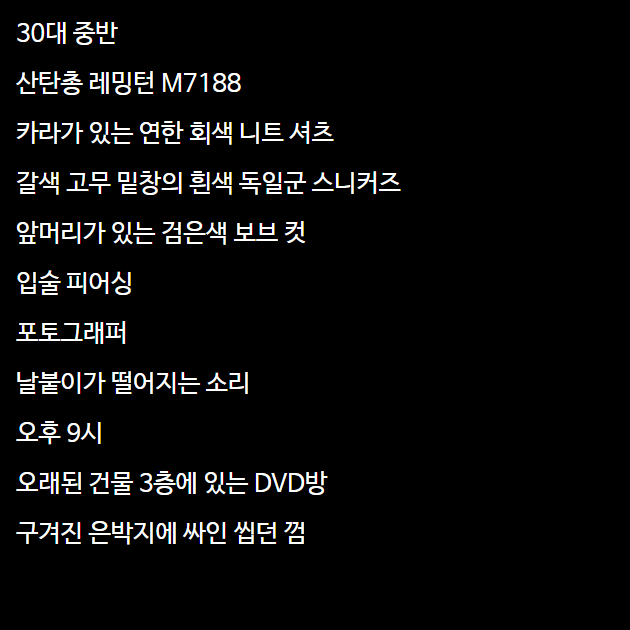 30대 중반
산탄총 레밍턴 M7188
카라가 있는 연한 회색 니트 셔츠
갈색 고무 밑창의 흰색 독일군 스니커즈
앞머리가 있는 검은색 보브 컷
입술 피어싱
포토그래퍼
날붙이가 떨어지는 소리
오후 9시
오래된 건물 3층에 있는 DVD방
구겨진 은박지에 싸인 씹던 껌